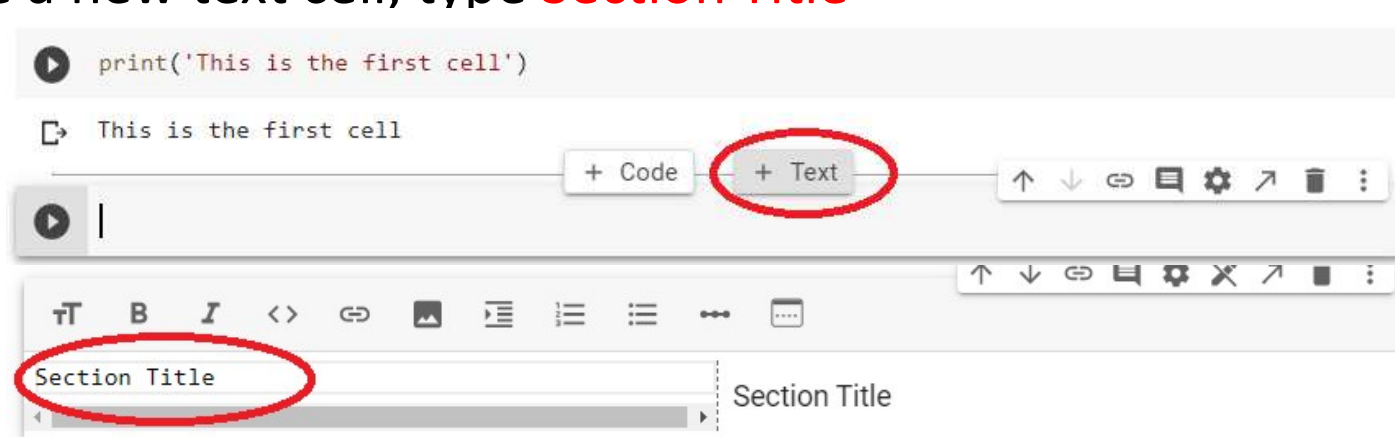 a new text cell, type Section Title
print('This is the first cell')
This is the first cell
+ Code + Text
B I <>
Section Title
Section Title